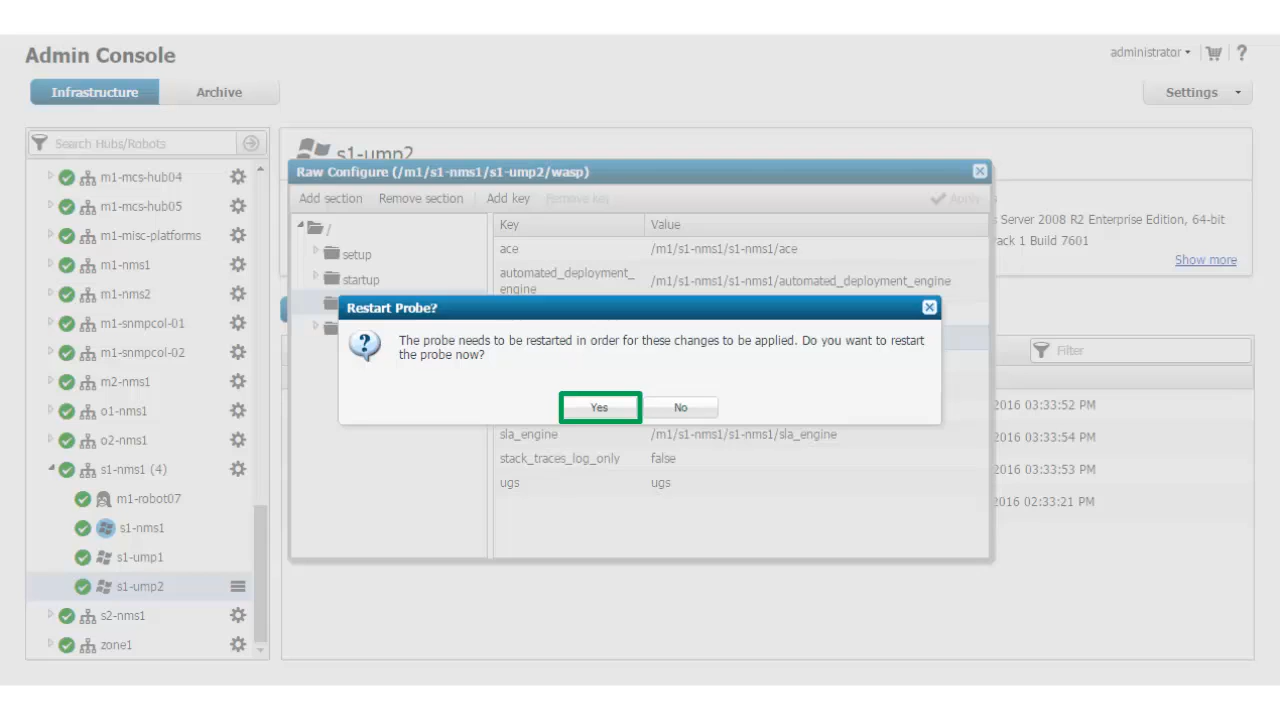 Admin Console
administrator
Infrastructure
Archive
Settings
Search Hubs/Robots
m1-mcs-hub04
m1-mcs-hub05
m1-misc-platforms
m1-nms1
m1-nms2
m1-snmpcol-01
m1-snmpcol-02
m2-nms1
o1-nms1
o2-nms1
s1-nms1 (4)
m1-robot07
s1-nms1
s1-ump1
s1-ump2
s2-nms1
zone1
s1-ump2
Server 2008 R2 Enterprise Edition, 64-bit
ack 1 Build 7601
Show more
Filter
2016 03:33:52 PM
2016 03:33:54 PM
2016 03:33:53 PM
2016 02:33:21 PM
Raw Configure (/m1/s1-nms1/s1-ump2/wasp)
Add section Remove section Add key Remove key Apply
/
setup
startup
Key Value
ace /m1/s1-nms1/s1-nms1/ace
automated_deployment_
engine /m1/s1-nms1/s1-nms1/automated_deployment_engine
sla_engine /m1/s1-nms1/s1-nms1/sla_engine
stack_traces_log_only false
ugs ugs
Restart Probe?
The probe needs to be restarted in order for these changes to be applied. Do you want to restart
the probe now?
Yes No